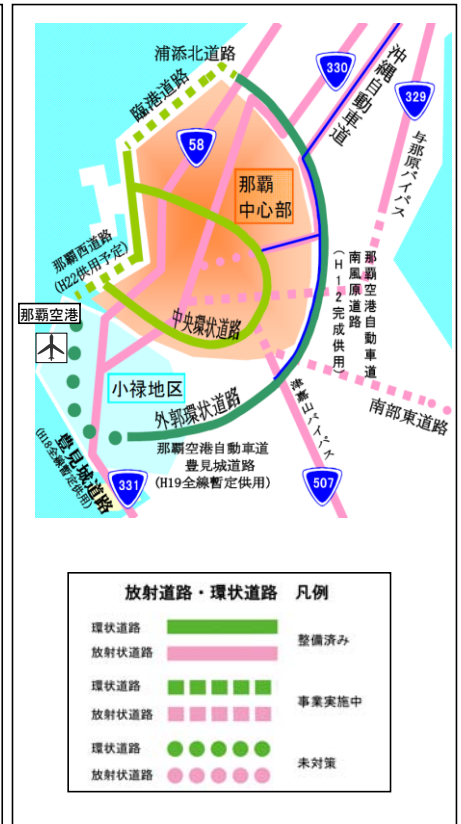 浦添北道路
臨港道路
330
沖縄自動車道
329
58
与那原バイパス
那覇
中心部
那覇西道路
(H22供用予定)
那覇空港自動車道
南風原道路
(H12完成供用)
那覇空港
中央環状道路
小禄地区
外郭環状道路
津嘉山バイパス
南部東道路
那覇空港自動車道
豊見城道路
(H19全線暫定供用)
豊見城道路
(H18全線暫定供用)
331
507
放射道路・環状道路 凡例
環状道路
放射状道路
整備済み
環状道路
放射状道路
事業実施中
環状道路
放射状道路
未対策